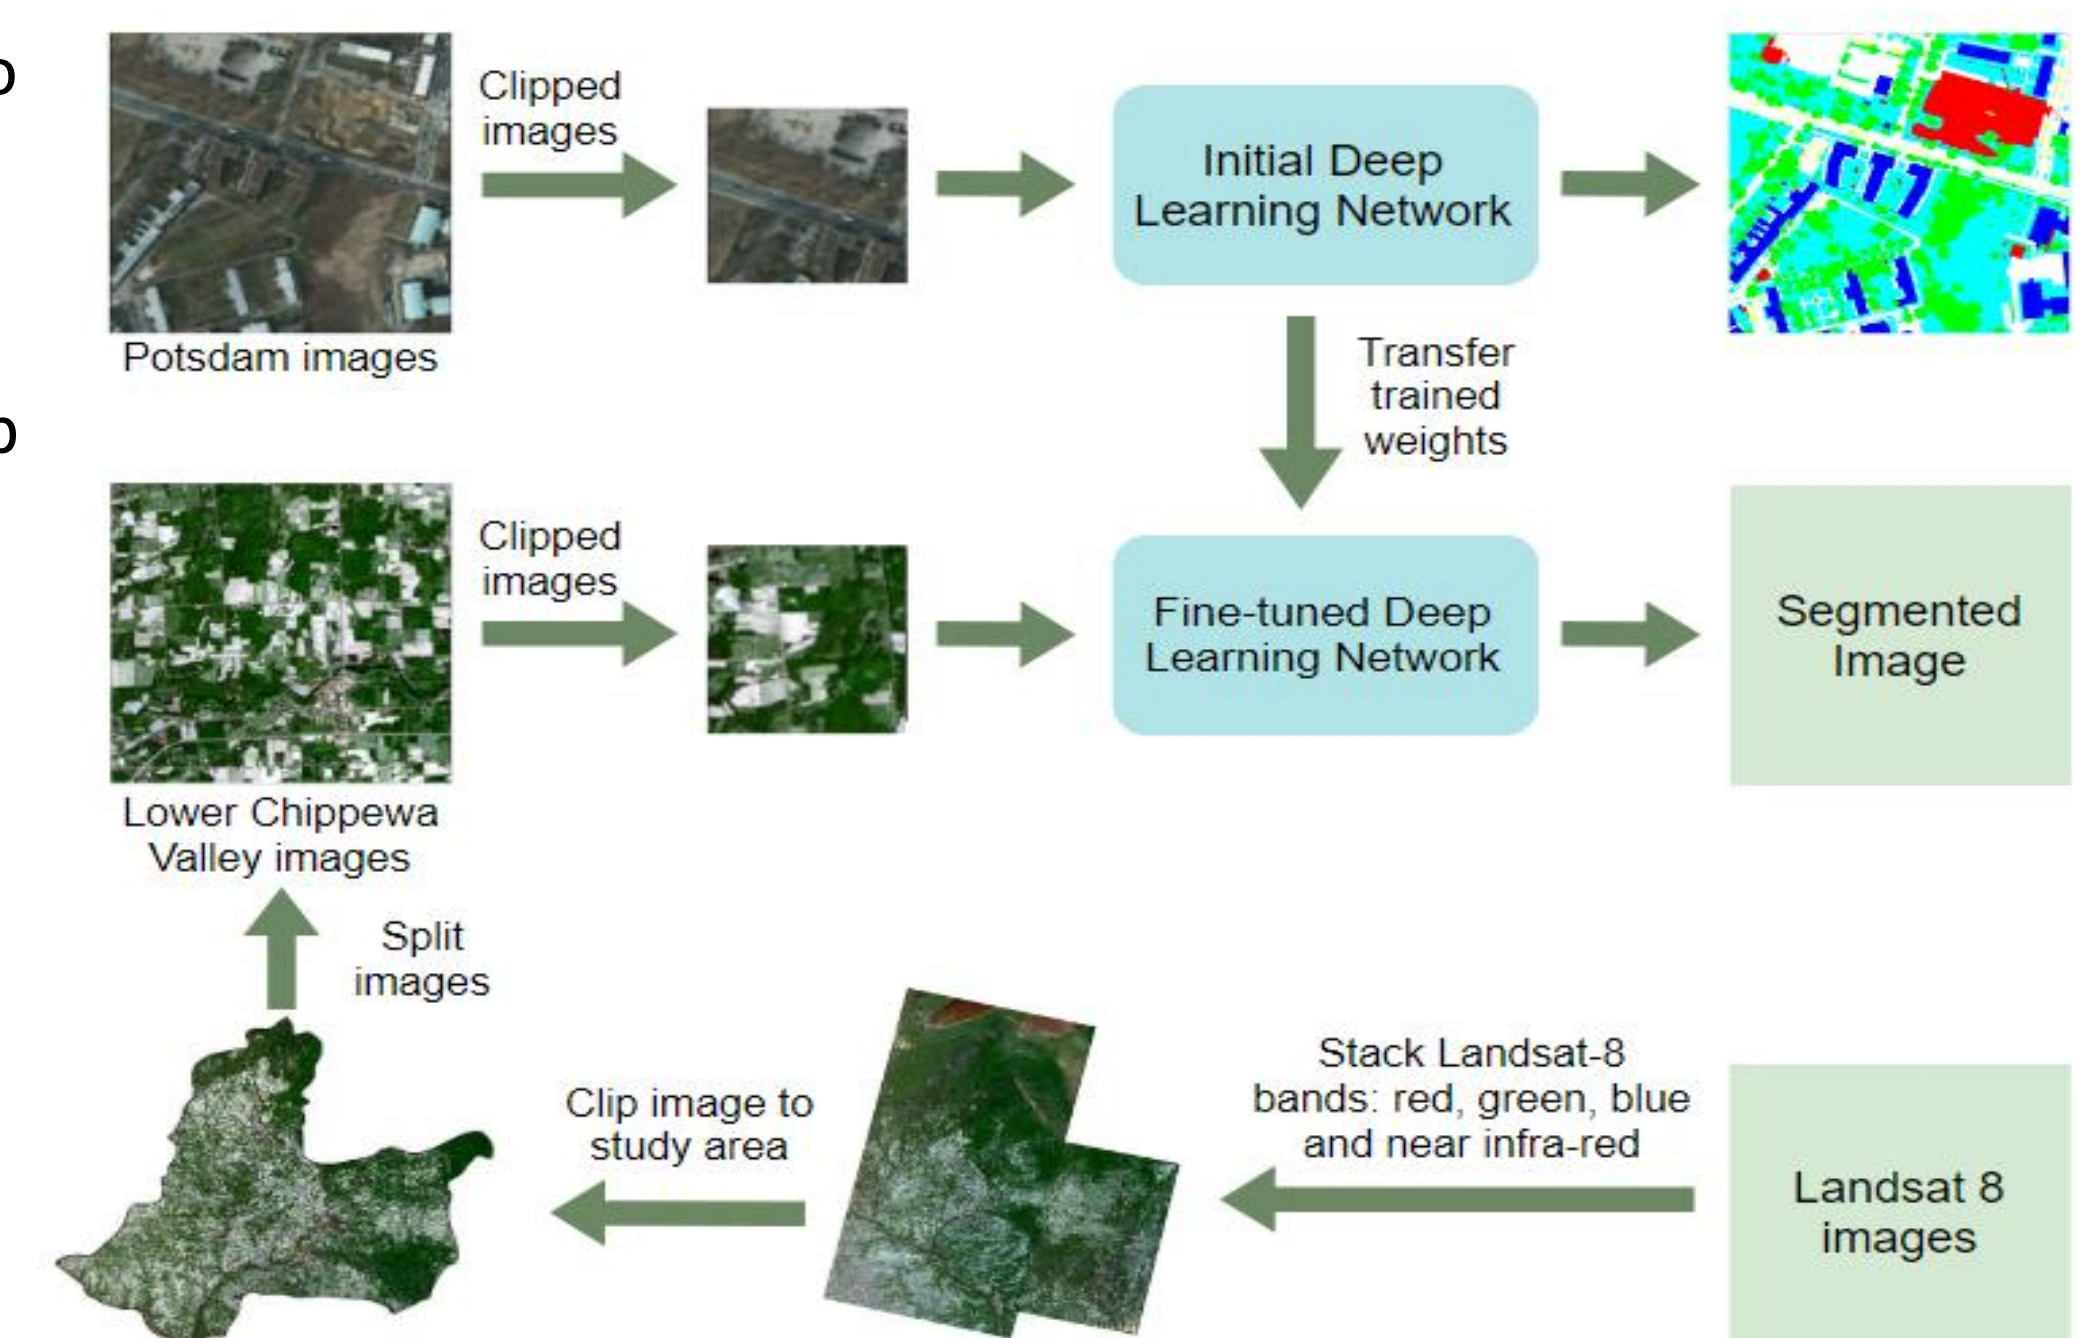 Clipped
images
Initial Deep
Learning Network
Potsdam images
Transfer
trained
weights
Clipped
images
Fine-tuned Deep
Learning Network
Segmented
Image
Lower Chippewa
Valley images
Split
images
Clip image to
study area
Stack Landsat-8
bands: red, green, blue
and near infra-red
Landsat 8
images